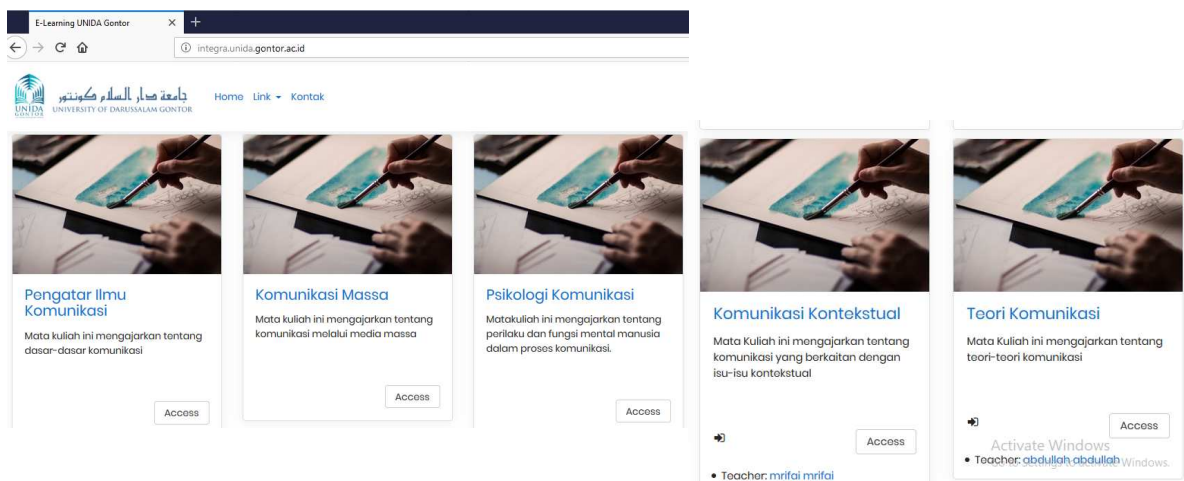 E-Learning UNIDA Gontor
integra.unida.gontor.ac.id
UNIDA
GONTOR
جامعة دار السلام كونتور
UNIVERSITY OF DARUSSALAM GONTOR
Home Link Kontak
Pengatar Ilmu
Komunikasi
Mata kuliah ini mengajarkan tentang
dasar-dasar komunikasi
Access
Komunikasi Massa
Mata kuliah ini mengajarkan tentang
komunikasi melalui media massa
Access
Psikologi Komunikasi
Matakuliah ini mengajarkan tentang
perilaku dan fungsi mental manusia
dalam proses komunikasi.
Access
Komunikasi Kontekstual
Mata Kuliah ini mengajarkan tentang
komunikasi yang berkaitan dengan
isu-isu kontekstual
Access
• Teacher: mrifai mrifai
Teori Komunikasi
Mata Kuliah ini mengajarkan tentang
teori-teori komunikasi
Access
Activate Windows
• Teacher: abdullah abdullah
Windows.